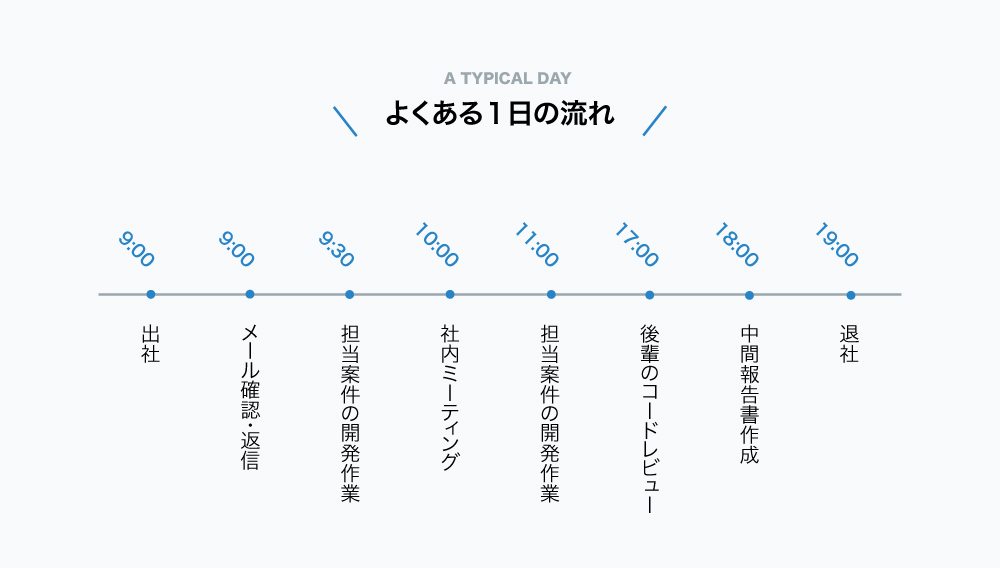 A TYPICAL DAY
よくある1日の流れ
9:00
出社
9:00
メール確認・返信
9:30
担当案件の開発作業
10:00
社内ミーティング
11:00
担当案件の開発作業
17:00
後輩のコードレビュー
18:00
中間報告書作成
19:00
退社